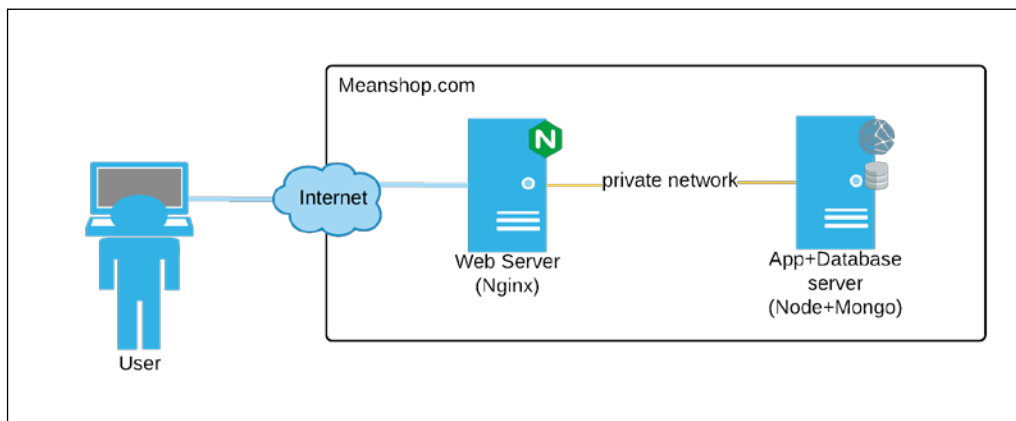 Meanshop.com
Internet
private network
Web Server
(Nginx)
App+Database
server
(Node+Mongo)
User
N